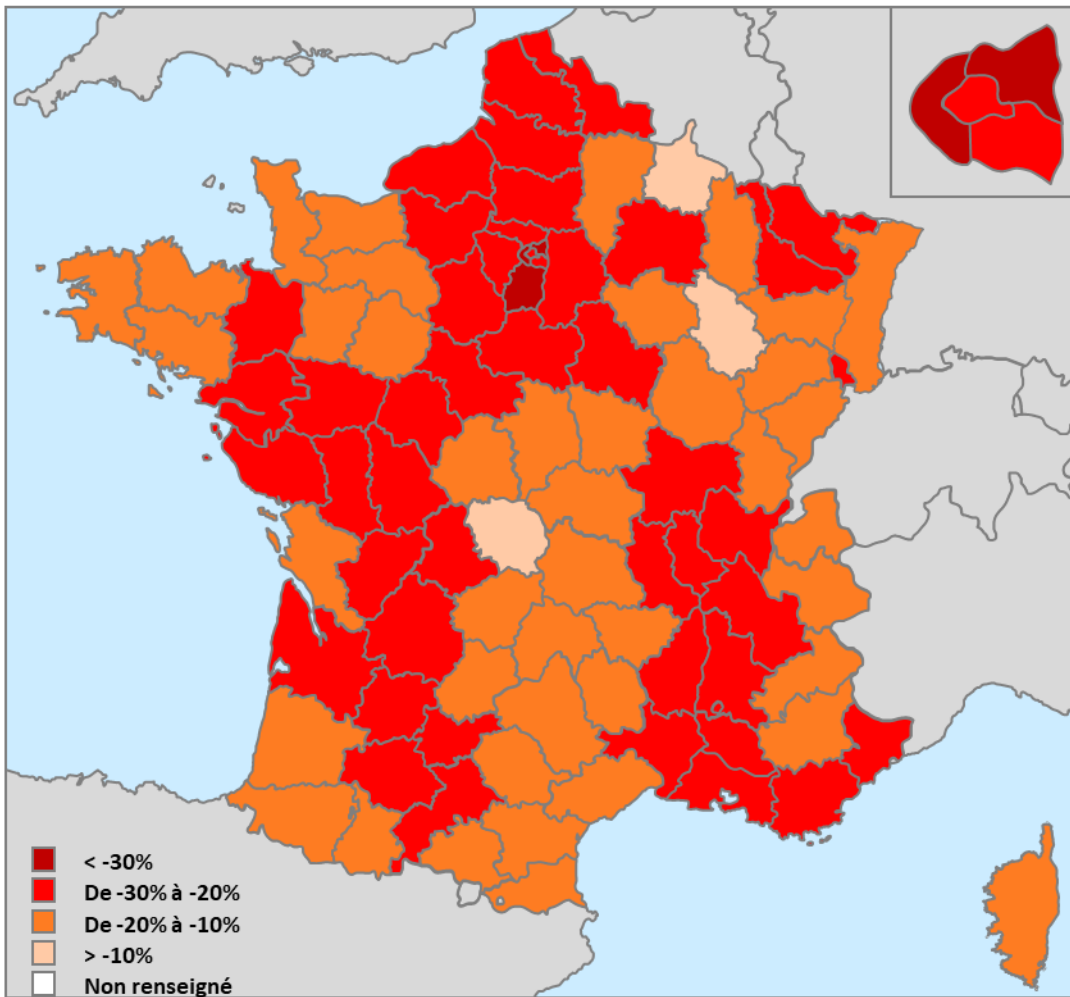 < -30%
De -30% à -20%
De -20% à -10%
> -10%
Non renseigné